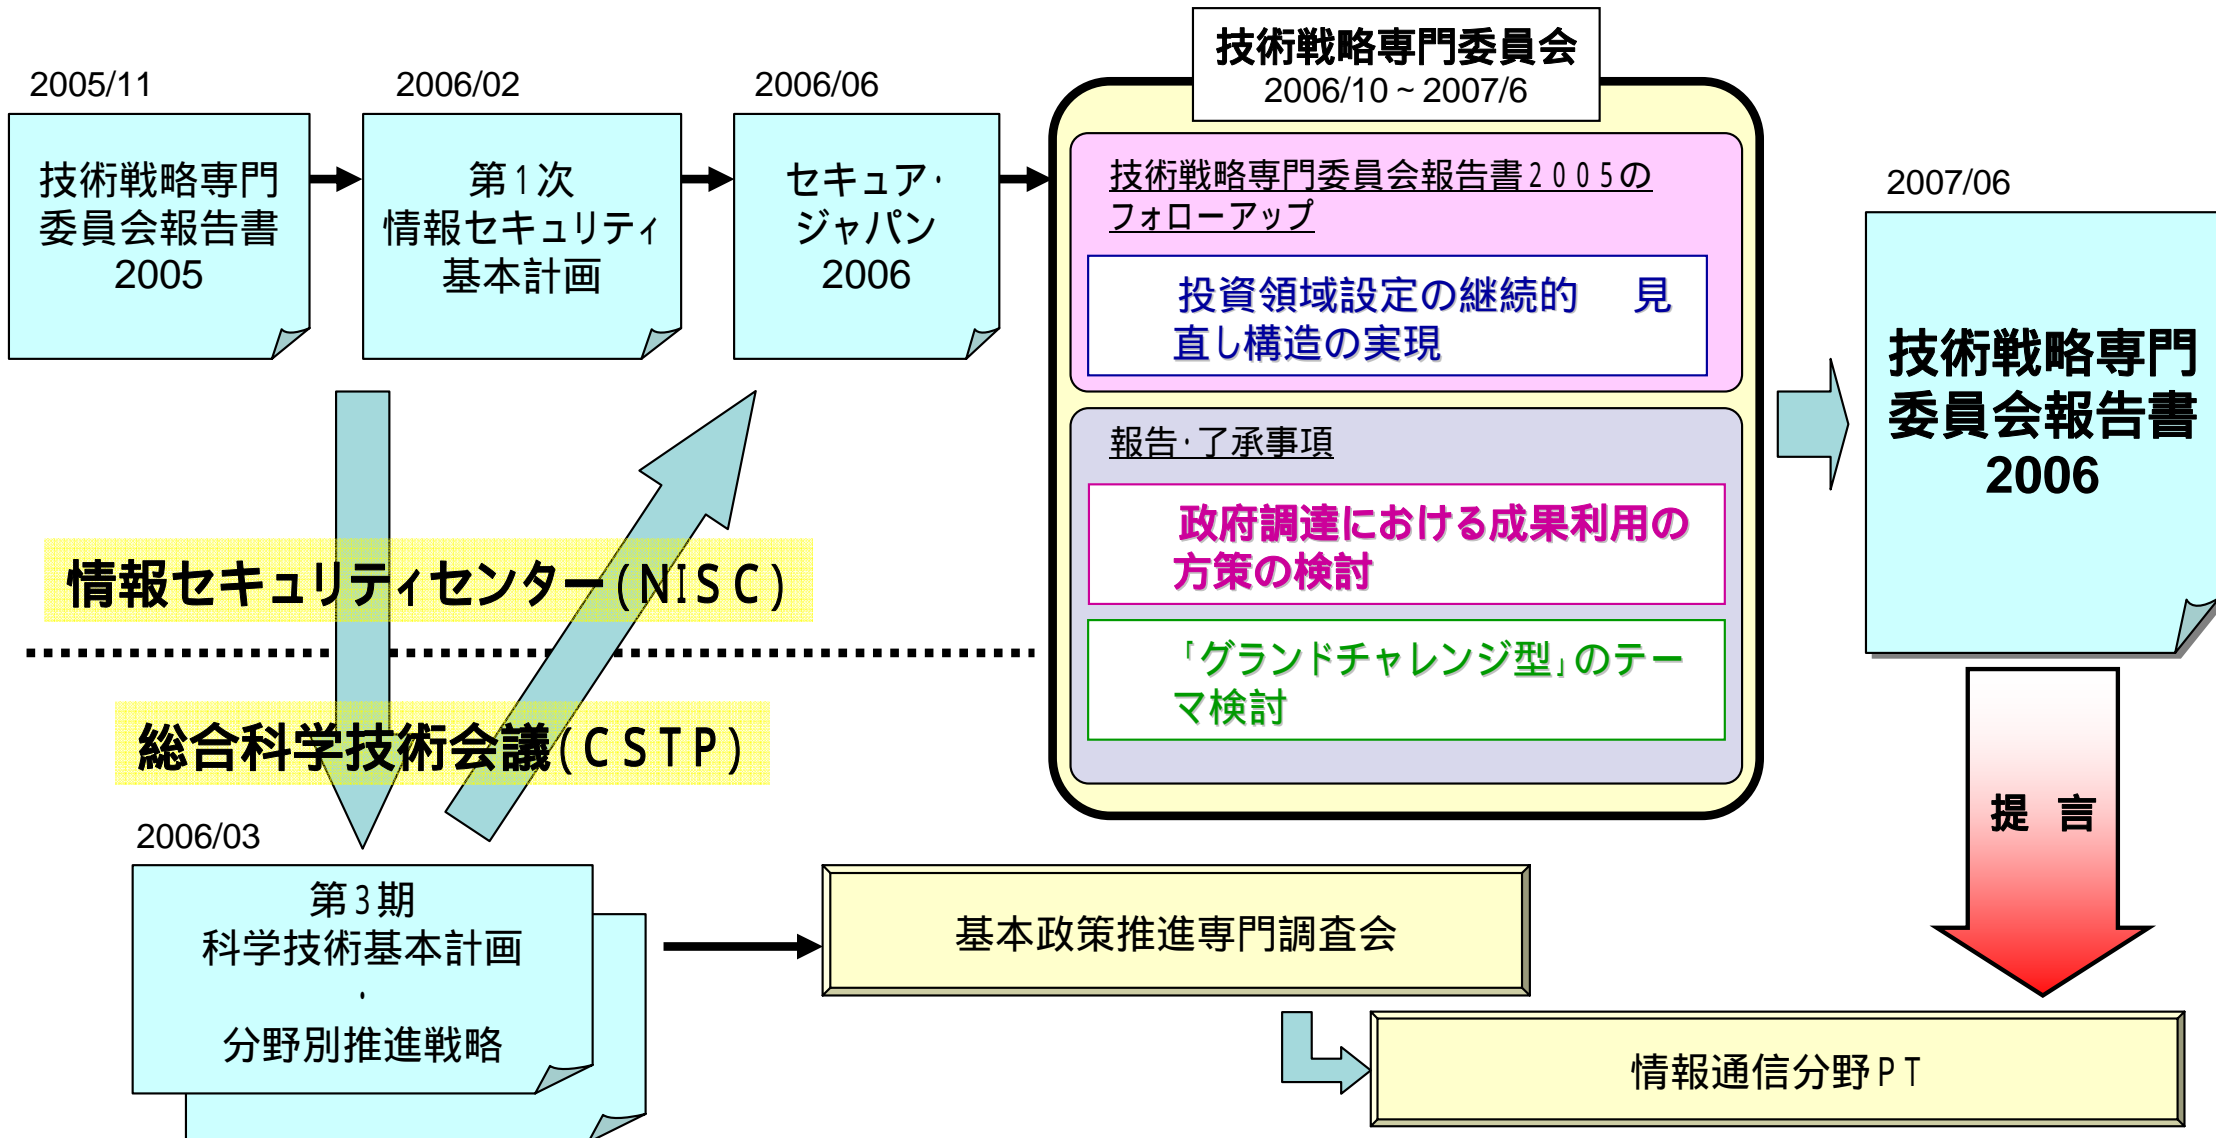 2005/11
技術戦略専門
委員会報告書
2005
2006/02
第1次
情報セキュリティ
基本計画
2006/06
セキュア・
ジャパン
2006
技術戦略専門委員会
2006/10~2007/6
技術戦略専門委員会報告書2005の
フォローアップ
投資領域設定の継続的 見
直し構造の実現
報告・了承事項
政府調達における成果利用の
方策の検討
「グランドチャレンジ型」のテー
マ検討
2007/06
技術戦略専門
委員会報告書
2006
情報セキュリティセンター(NISC)
総合科学技術会議(CSTP)
2006/03
第3期
科学技術基本計画
・
分野別推進戦略
基本政策推進専門調査会
提 言
情報通信分野PT